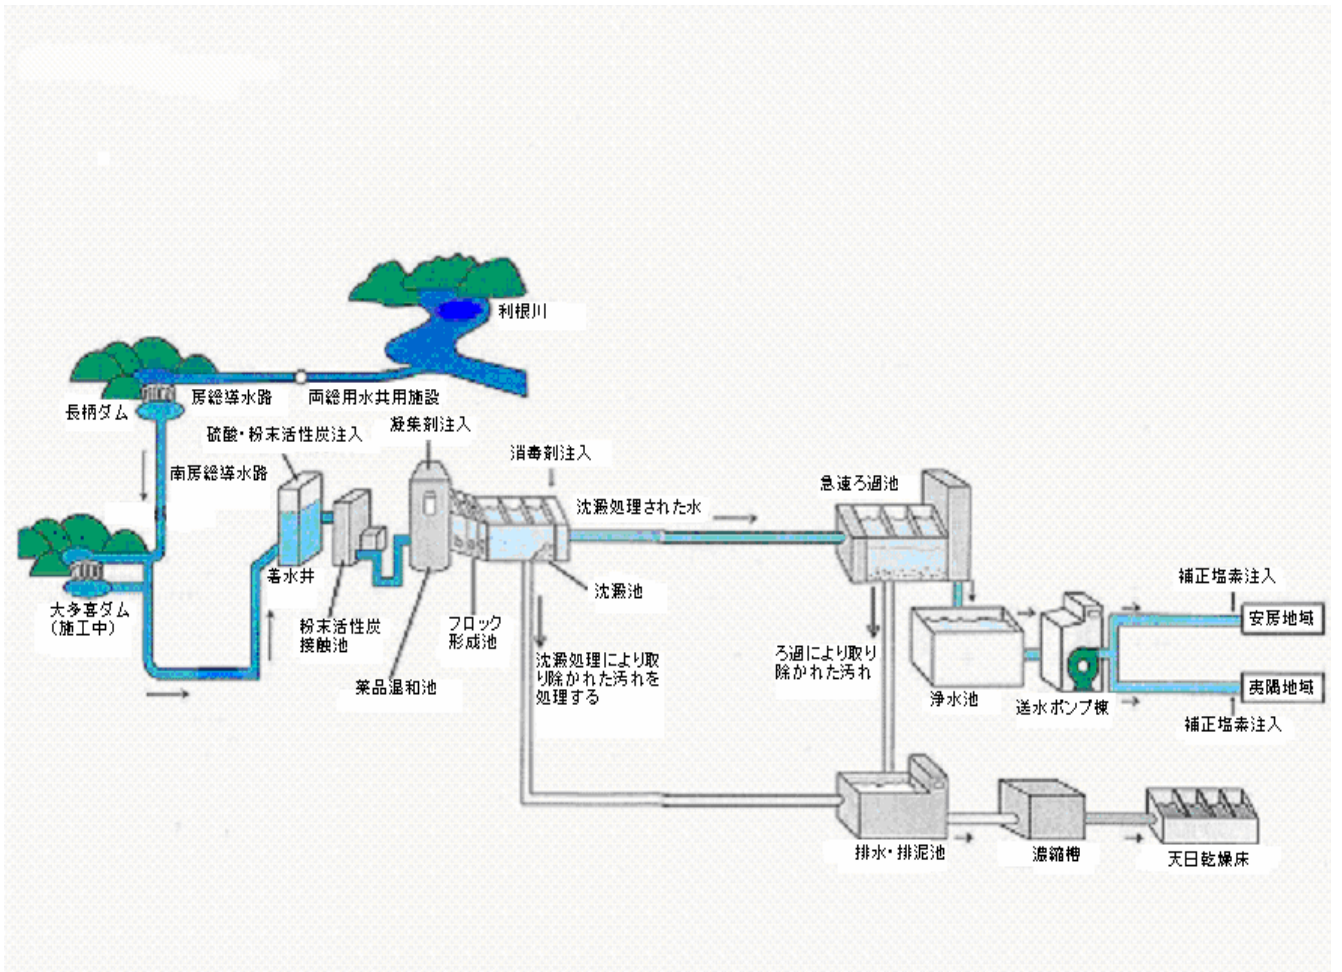 利根川
房総導水路
両総用水共用施設
長柄ダム
凝集剤注入
硫酸・粉末活性炭注入
消毒剤注入
南房総導水路
急速ろ過池
沈澱処理された水
着水井
沈澱池
補正塩素注入
大多喜ダム
(施工中)
安房地域
粉末活性炭
接触池
フロック
形成池
沈澱処理により取
り除かれた汚れを
処理する
ろ過により取り
除かれた汚れ
薬品混和池
浄水池
送水ポンプ棟
夷隅地域
補正塩素注入
排水・排泥池
濃縮槽
天日乾燥床